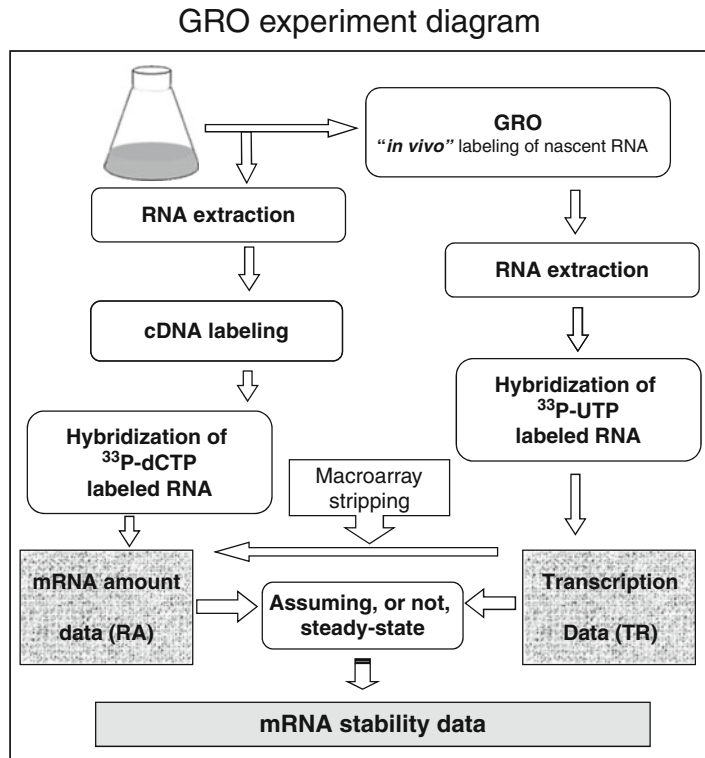 GRO experiment diagram
GRO
"in vivo" labeling of nascent RNA
RNA extraction
RNA extraction
cDNA labeling
Hybridization of
³³P-UTP
labeled RNA
Hybridization of
³³P-dCTP
labeled RNA
Macroarray
stripping
mRNA amount
data (RA)
Assuming, or not,
steady-state
Transcription
Data (TR)
mRNA stability data